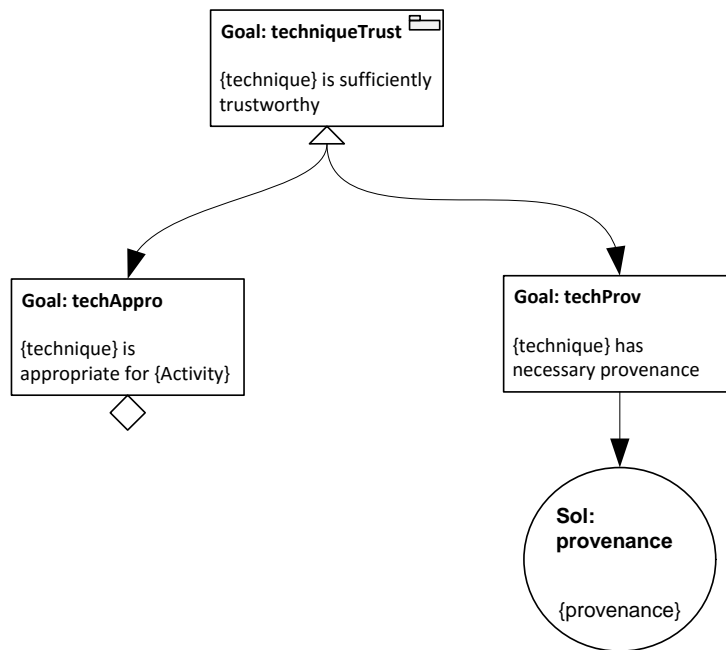 Goal: techniqueTrust
{technique} is sufficiently
trustworthy
Goal: techAppro
{technique} is
appropriate for {Activity}
Goal: techProv
{technique} has
necessary provenance
Sol:
provenance
{provenance}